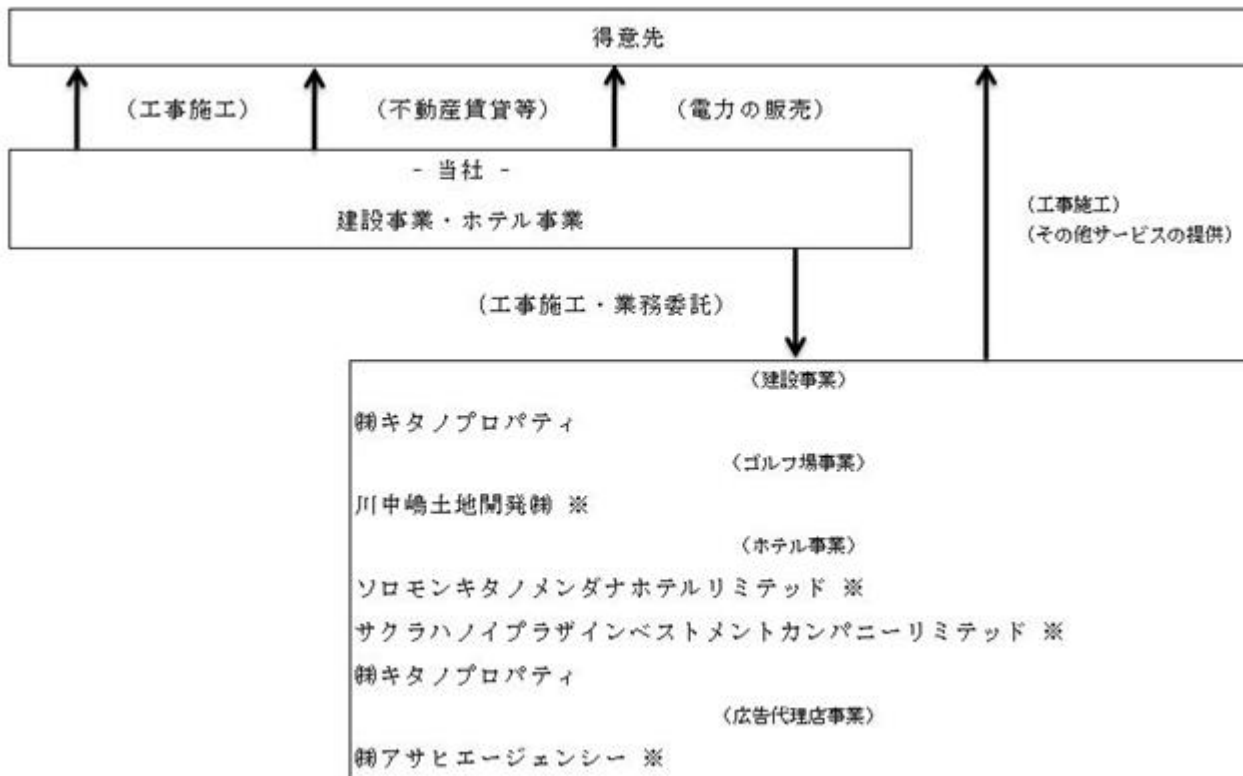 得意先
(工事施工)
(不動産賃貸等)
(電力の販売)
- 当社 -
建設事業・ホテル事業
(工事施工)
(その他サービスの提供)
(工事施工・業務委託)
(建設事業)
㈱キタノプロパティ
(ゴルフ場事業)
川中嶋土地開発㈱ ※
(ホテル事業)
ソロモンキタノメンダナホテルリミテッド ※
サクラハノイプラザインベストメントカンパニーリミテッド ※
㈱キタノプロパティ
(広告代理店事業)
㈱アサヒエージェンシー ※